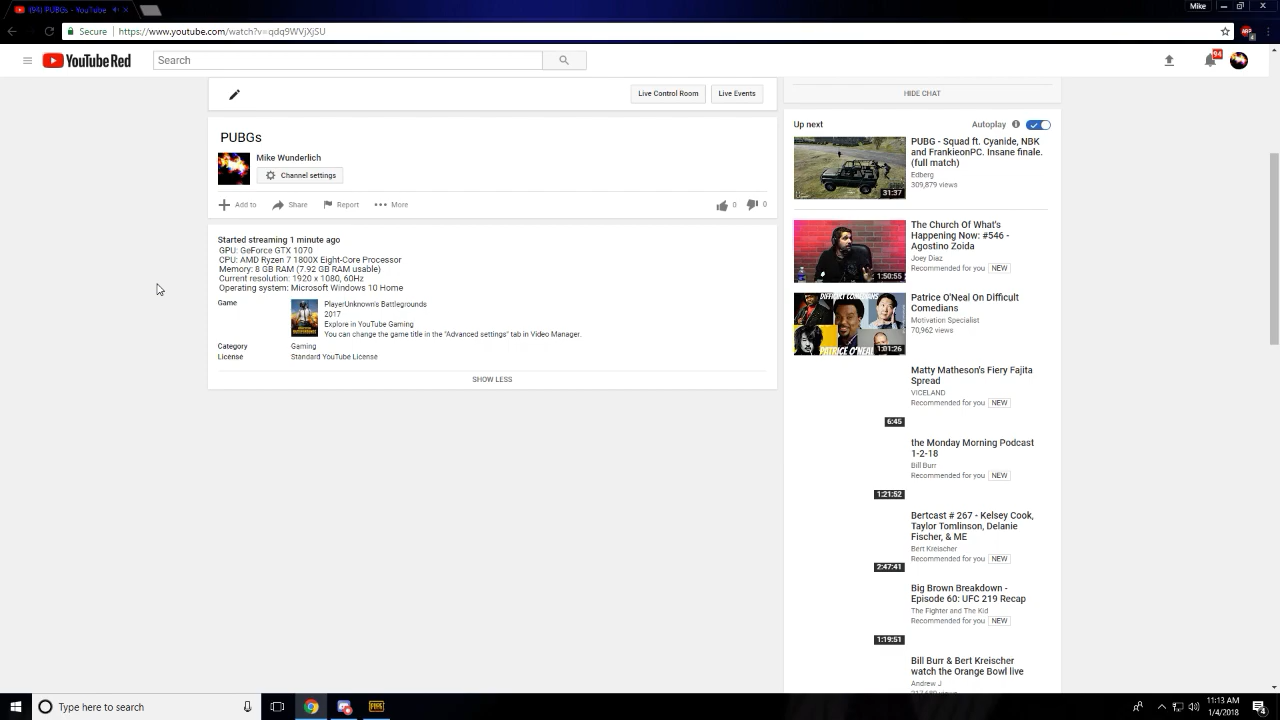 (94) PUBGs - YouTube
Mike
Secure
https://www.youtube.com/watch?v=qdq9WVjXjSU
ABP
YouTube Red
Search
94
Live Control Room
Live Events
HIDE CHAT
PUBGs
Mike Wunderlich
Channel settings
Add to
Share
Report
More
0
0
Started streaming 1 minute ago
GPU: GeForce GTX 1070
CPU: AMD Ryzen 7 1800X Eight-Core Processor
Memory: 8 GB RAM (7.92 GB RAM usable)
Current resolution: 1920 x 1080, 60Hz
Operating system: Microsoft Windows 10 Home
Game
PlayerUnknown's Battlegrounds
2017
Explore in YouTube Gaming
You can change the game title in the "Advanced settings" tab in Video Manager.
Category
Gaming
License
Standard YouTube License
SHOW LESS
Up next
Autoplay
PUBG - Squad ft. Cyanide, NBK
and FrankieonPC. Insane finale.
(full match)
Edberg
309,879 views
31:37
The Church Of What's
Happening Now: #546 -
Agostino Zoida
Joey Diaz
Recommended for you NEW
1:50:55
Patrice O'Neal On Difficult
Comedians
Motivation Specialist
70,962 views
DIFFICULT COMEDIANS
PATRICE O'NEAL
1:01:26
Matty Matheson's Fiery Fajita
Spread
VICELAND
Recommended for you NEW
6:45
the Monday Morning Podcast
1-2-18
Bill Burr
Recommended for you NEW
1:21:52
Bertcast # 267 - Kelsey Cook,
Taylor Tomlinson, Delanie
Fischer, & ME
Bert Kreischer
Recommended for you NEW
2:47:41
Big Brown Breakdown -
Episode 60: UFC 219 Recap
The Fighter and The Kid
Recommended for you NEW
1:19:51
Bill Burr & Bert Kreischer
watch the Orange Bowl live
Andrew J
Type here to search
PUBG
11:13 AM
1/4/2018
4